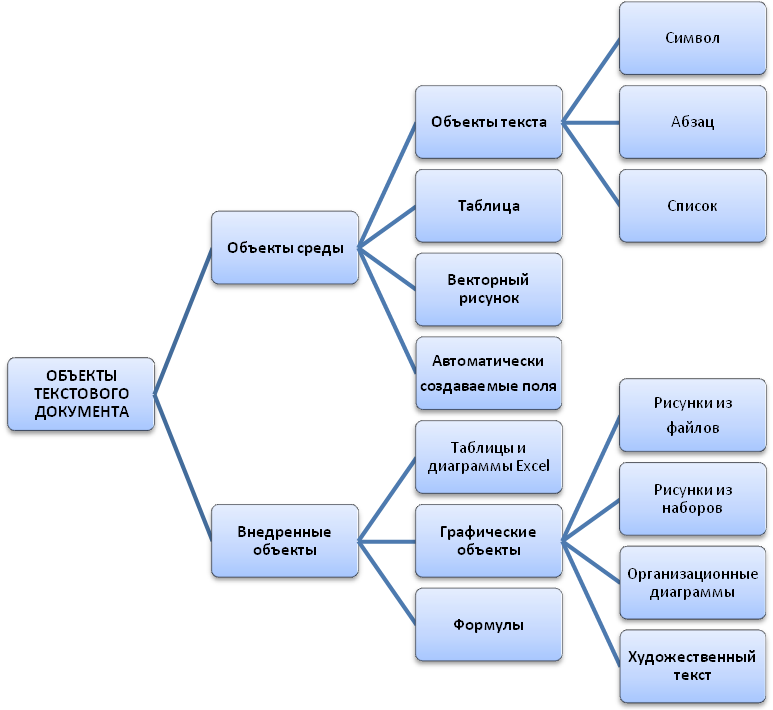 ОБЪЕКТЫ
ТЕКСТОВОГО
ДОКУМЕНТА
Объекты среды
Объекты текста
Символ
Абзац
Список
Таблица
Векторный
рисунок
Автоматически
создаваемые поля
Внедренные
объекты
Таблицы и
диаграммы Excel
Графические
объекты
Рисунки из
файлов
Рисунки из
наборов
Организационные
диаграммы
Художественный
текст
Формулы